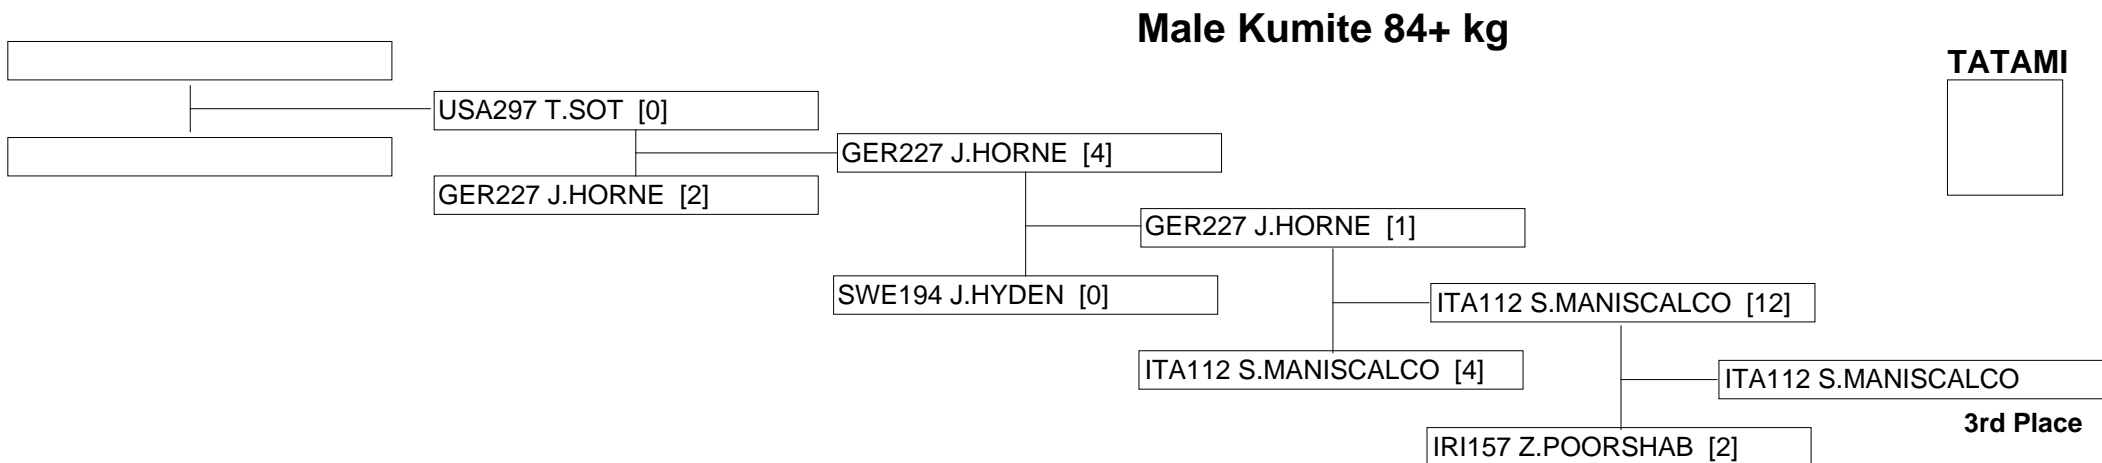 Male Kumite 84+ kg
TATAMI
USA297 T.SOT [0]
GER227 J.HORNE [4]
GER227 J.HORNE [2]
GER227 J.HORNE [1]
SWE194 J.HYDEN [0]
ITA112 S.MANISCALCO [12]
ITA112 S.MANISCALCO [4]
ITA112 S.MANISCALCO
3rd Place
IRI157 Z.POORSHAB [2]